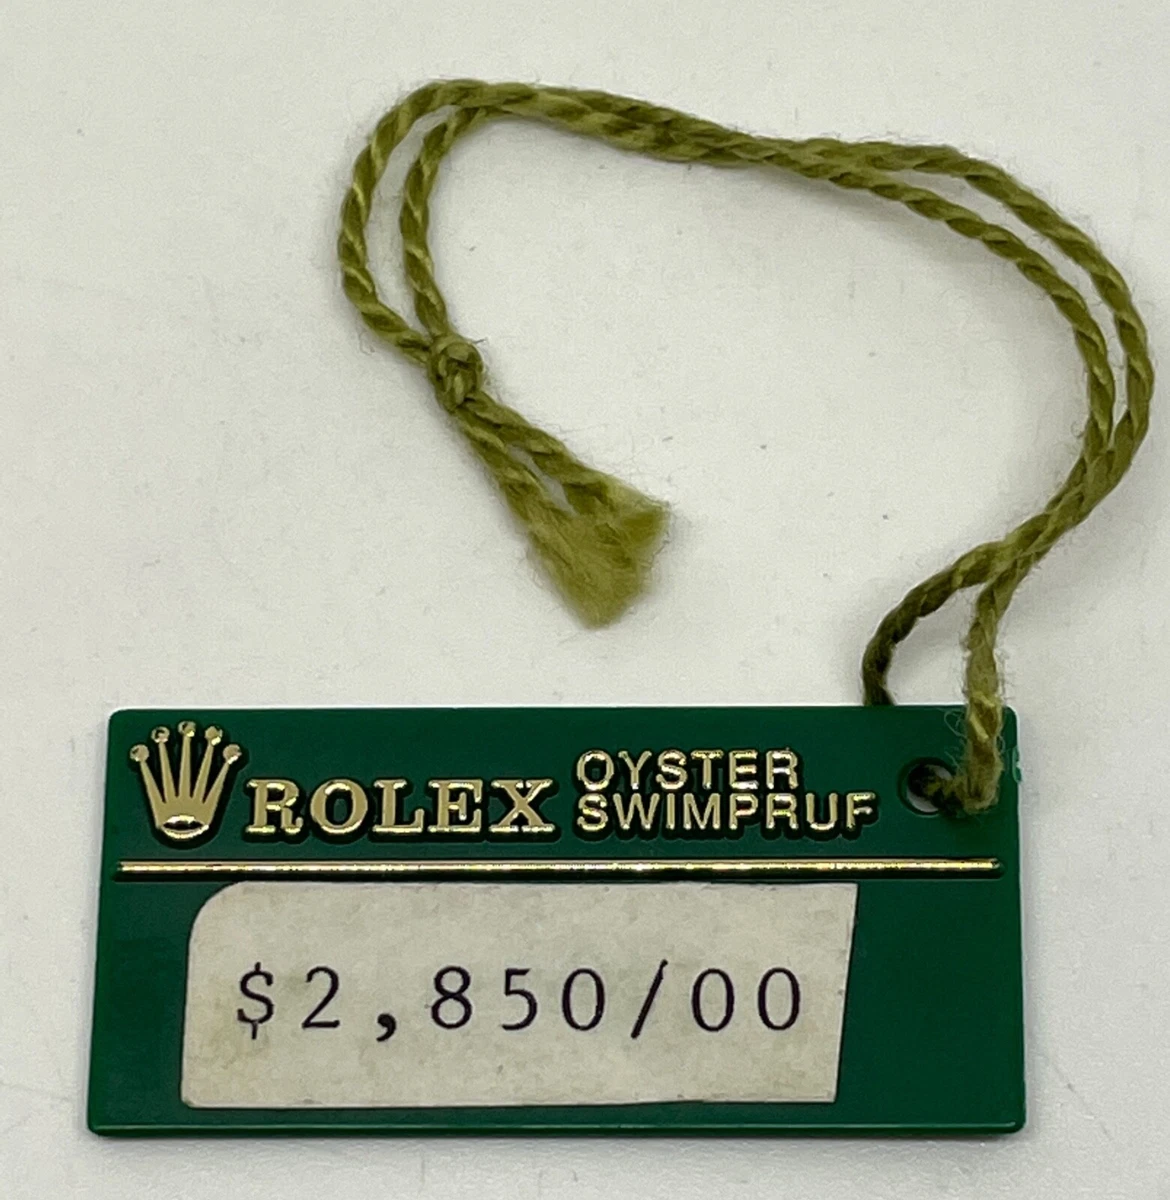 ROLEX OYSTER
SWIMPRUF
$2,850/00